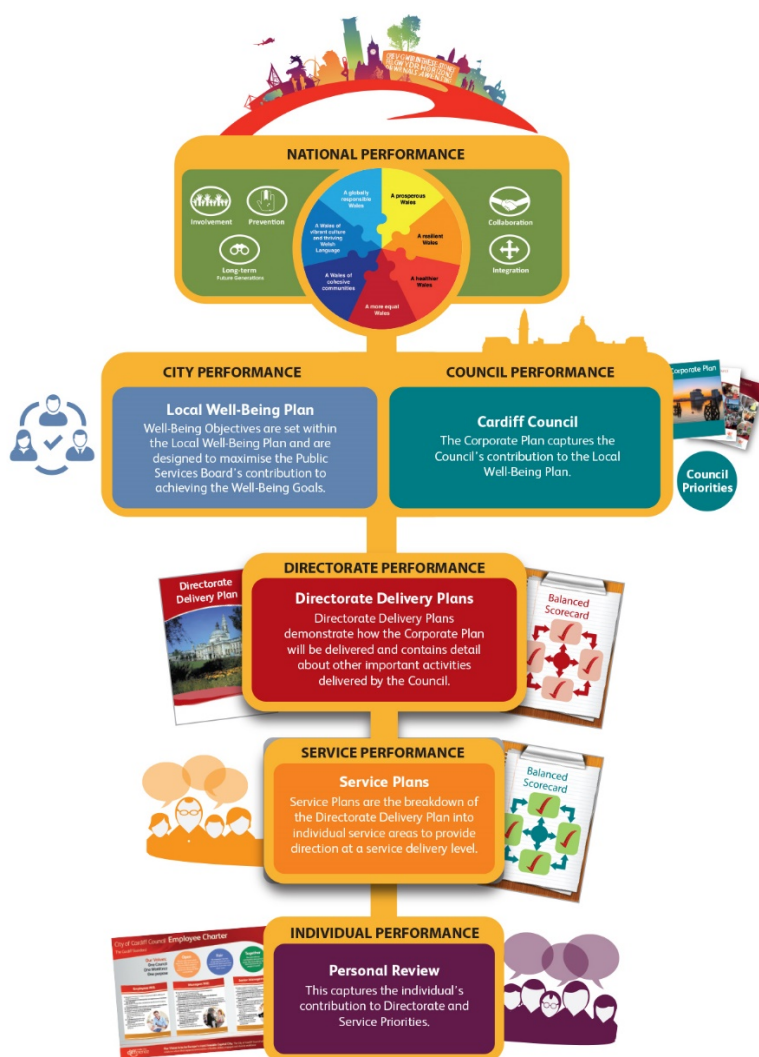 NATIONAL PERFORMANCE
Involvement
Prevention
Long-term
Future Generations
A globally
responsible
Wales
A prosperous
Wales
A Wales of
vibrant culture
and thriving
Welsh
Language
A resilient
Wales
A Wales of
cohesive
communities
A healthier
Wales
A more equal
Wales
Collaboration
Integration
CITY PERFORMANCE
Local Well-Being Plan
Well-Being Objectives are set within
the Local Well-Being Plan and are
designed to maximise the Public
Services Board's contribution to
achieving the Well-Being Goals.
COUNCIL PERFORMANCE
Cardiff Council
The Corporate Plan captures the
Council's contribution to the Local
Well-Being Plan.
Corporate Plan
Council
Priorities
DIRECTORATE PERFORMANCE
Directorate
Delivery Plan
Directorate Delivery Plans
Directorate Delivery Plans
demonstrate how the Corporate Plan
will be delivered and contains detail
about other important activities
delivered by the Council.
Balanced
Scorecard
SERVICE PERFORMANCE
Service Plans
Service Plans are the breakdown of
the Directorate Delivery Plan into
individual service areas to provide
direction at a service delivery level.
Balanced
Scorecard
INDIVIDUAL PERFORMANCE
City of Cardiff Council Employee Charter
Personal Review
This captures the individual's
contribution to Directorate and
Service Priorities.